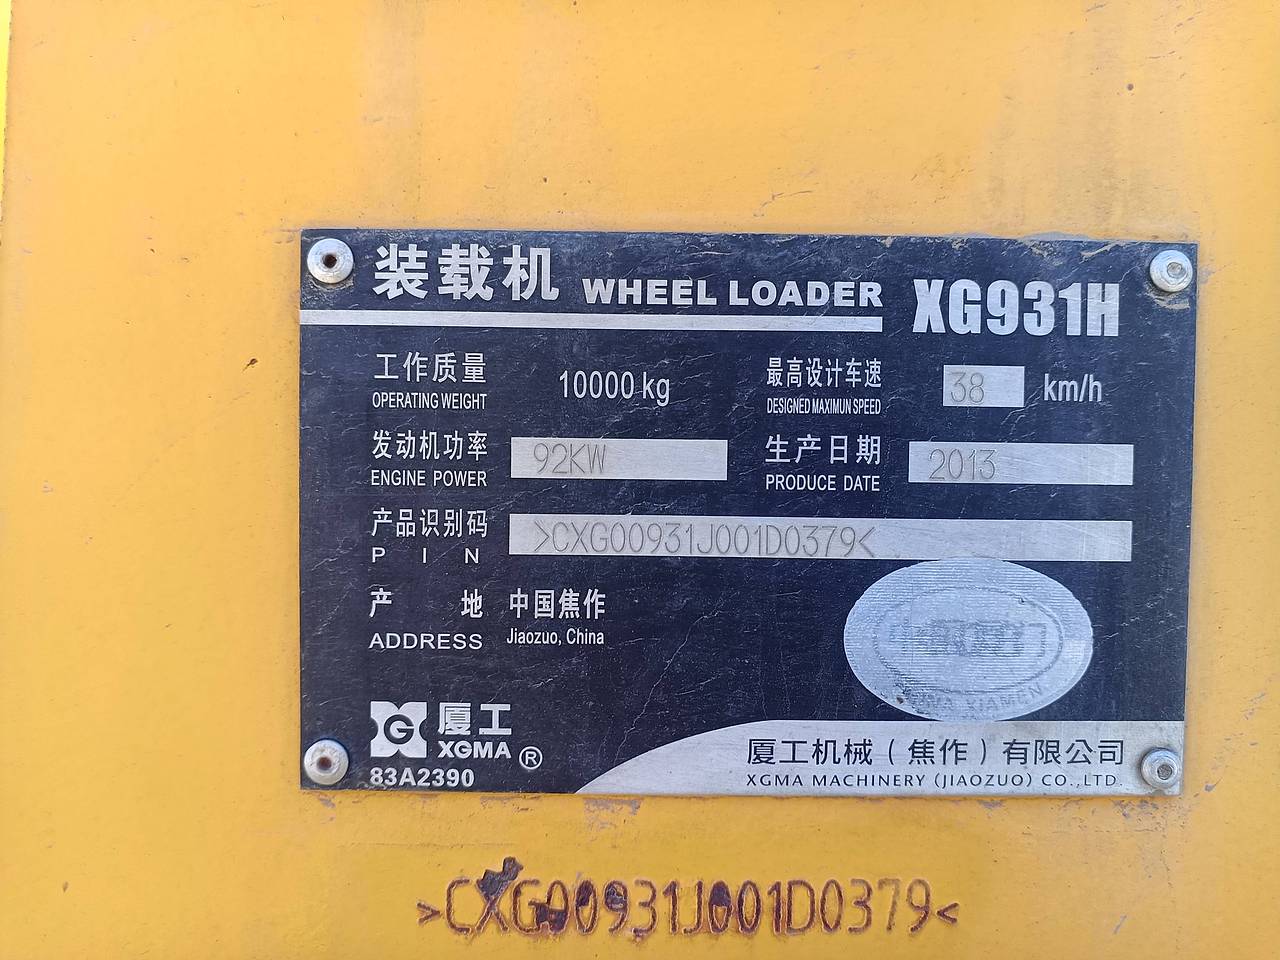 装载机 WHEEL LOADER XG931H
工作质量 10000 kg 最高设计车速 38 km/h
OPERATING WEIGHT DESIGNED MAXIMUN SPEED
发动机功率 92KW 生产日期 2013
ENGINE POWER PRODUCE DATE
产品识别码 >CXG00931J001D0379<
PIN
产地 中国焦作
ADDRESS Jiaozuo, China
XIAMEN
G 厦工
XGMA ®
83A2390
厦工机械（焦作）有限公司
XGMA MACHINERY (JIAOZUO) CO.,LTD.
>CXG00931J001D0379<